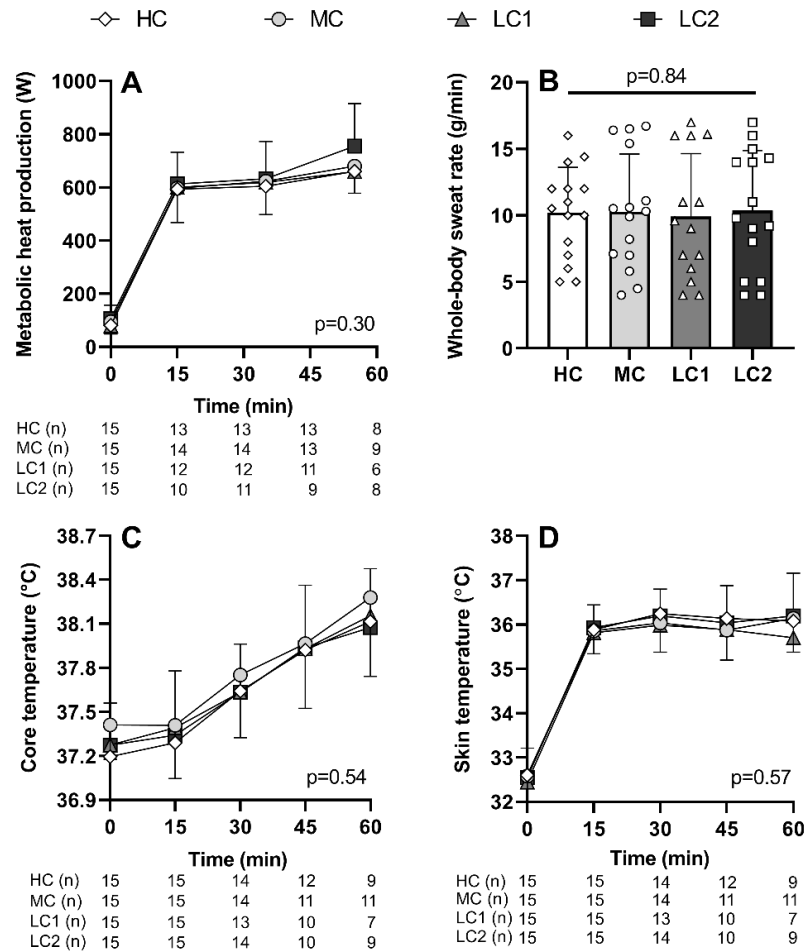 HC MC LC1 LC2
A
Metabolic heat production (W)
1000
800
600
400
200
0
p=0.30
0 15 30 45 60
Time (min)
HC (n) 15 13 13 13 8
MC (n) 15 14 14 13 9
LC1 (n) 15 12 12 11 6
LC2 (n) 15 10 11 9 8
B
Whole-body sweat rate (g/min)
p=0.84
20
15
10
5
0
HC MC LC1 LC2
C
Core temperature (°C)
38.7
38.4
38.1
37.8
37.5
37.2
36.9
p=0.54
0 15 30 45 60
Time (min)
HC (n) 15 15 14 12 9
MC (n) 15 15 14 11 11
LC1 (n) 15 15 13 10 7
LC2 (n) 15 15 14 10 9
D
Skin temperature (°C)
38
37
36
35
34
33
32
p=0.57
0 15 30 45 60
Time (min)
HC (n) 15 15 14 12 9
MC (n) 15 15 14 11 11
LC1 (n) 15 15 13 10 7
LC2 (n) 15 15 14 10 9